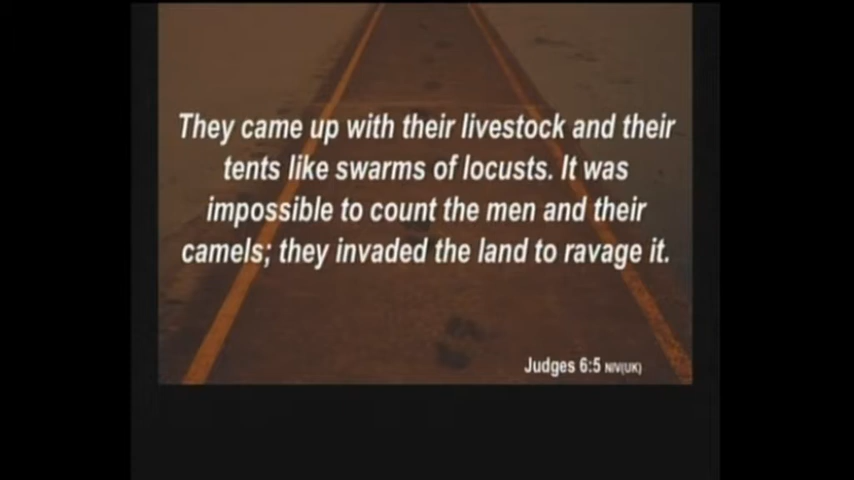 They came up with their livestock and their
tents like swarms of locusts. It was
impossible to count the men and their
camels; they invaded the land to ravage it.
Judges 6:5 NIV(UK)